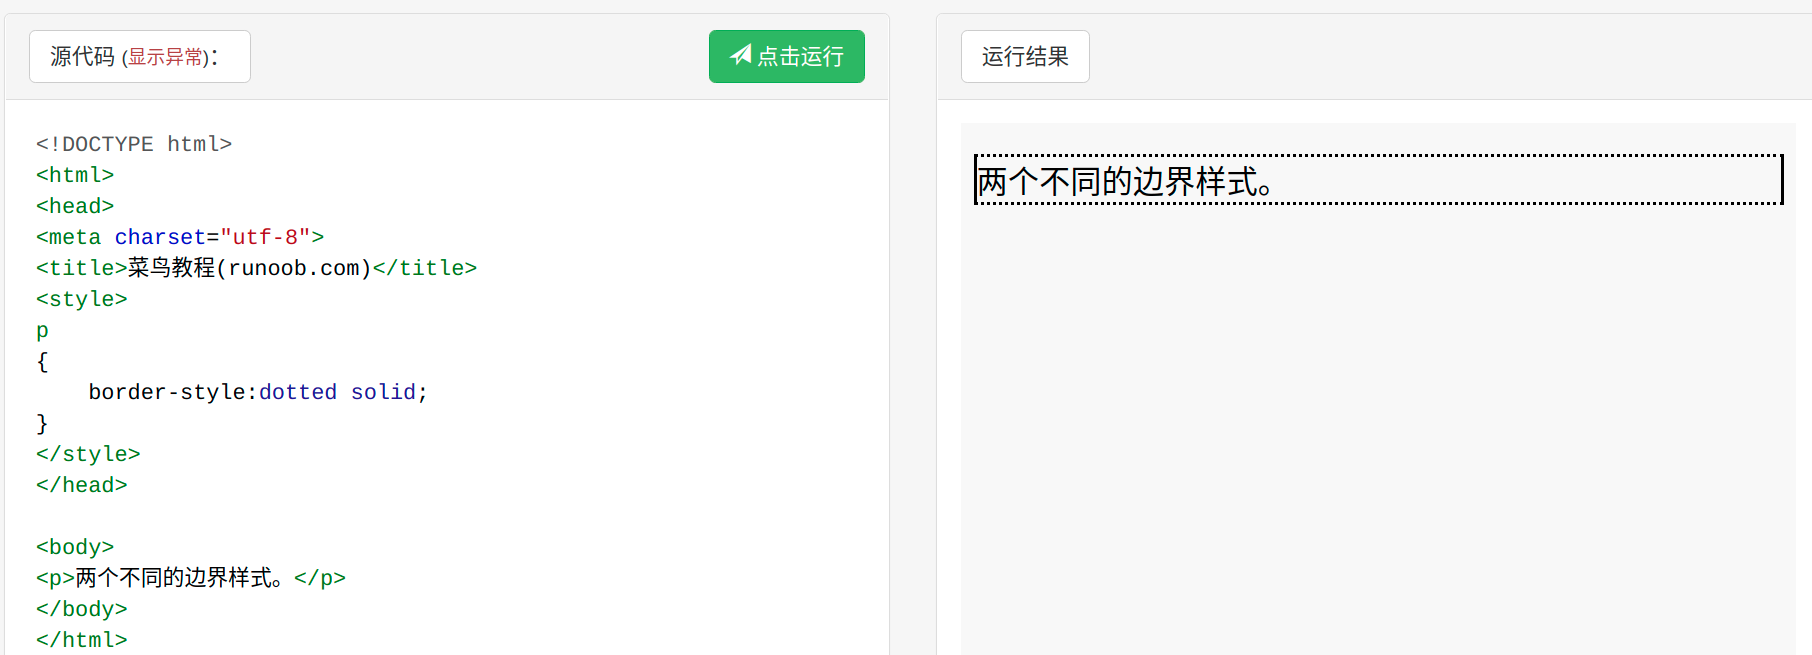 源代码 (显示异常)：
点击运行
<!DOCTYPE html>
<html>
<head>
<meta charset="utf-8">
<title>菜鸟教程(runoob.com)</title>
<style>
p
{
    border-style:dotted solid;
}
</style>
</head>

<body>
<p>两个不同的边界样式。</p>
</body>
</html>
运行结果
两个不同的边界样式。